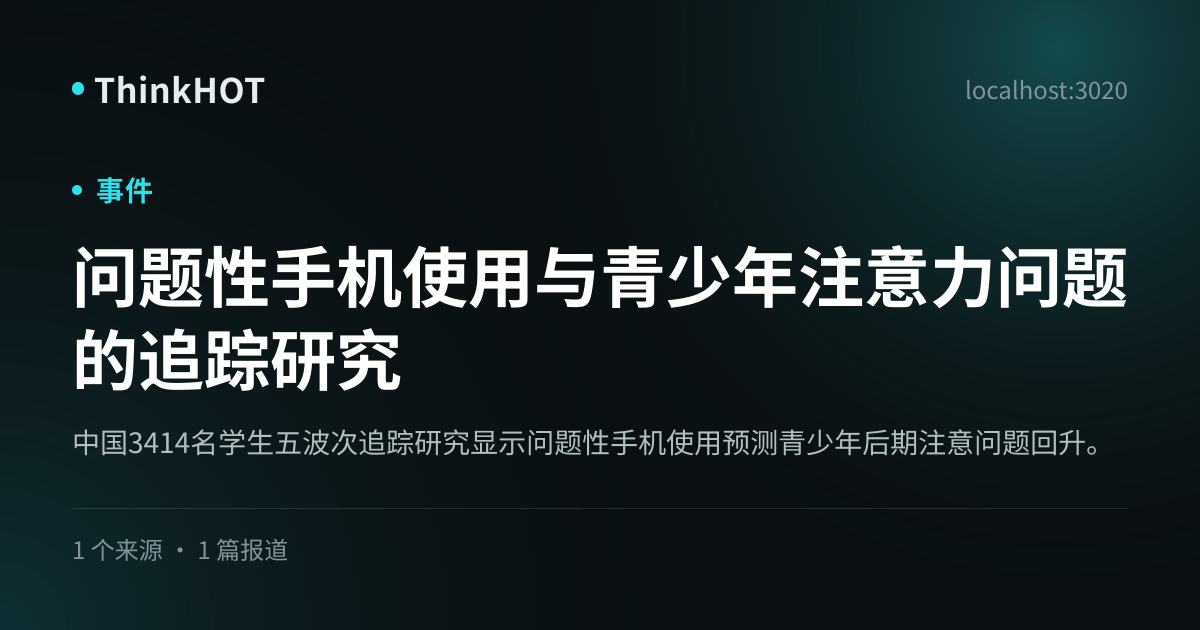 ThinkHOT
localhost:3020
事件
问题性手机使用与青少年注意力问题
的追踪研究
中国3414名学生五波次追踪研究显示问题性手机使用预测青少年后期注意问题回升。
1 个来源 · 1 篇报道